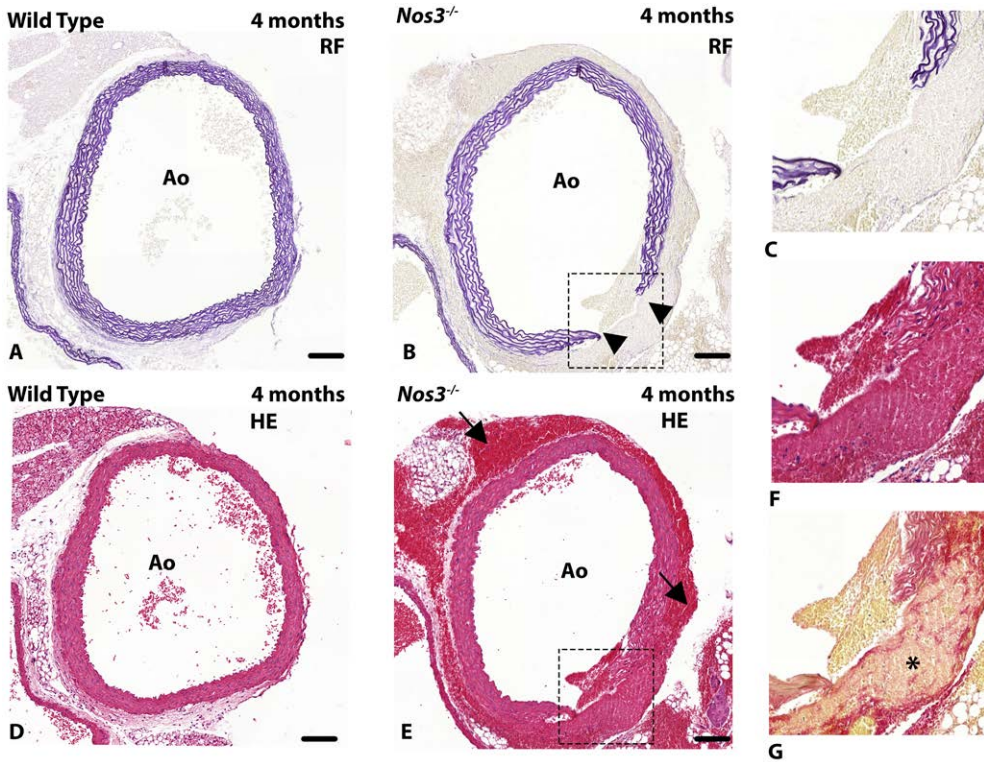 Wild Type 4 months
RF
Ao
A
Nos3-/- 4 months
RF
Ao
B
C
Wild Type 4 months
HE
Ao
D
Nos3-/- 4 months
HE
Ao
E
F
*
G